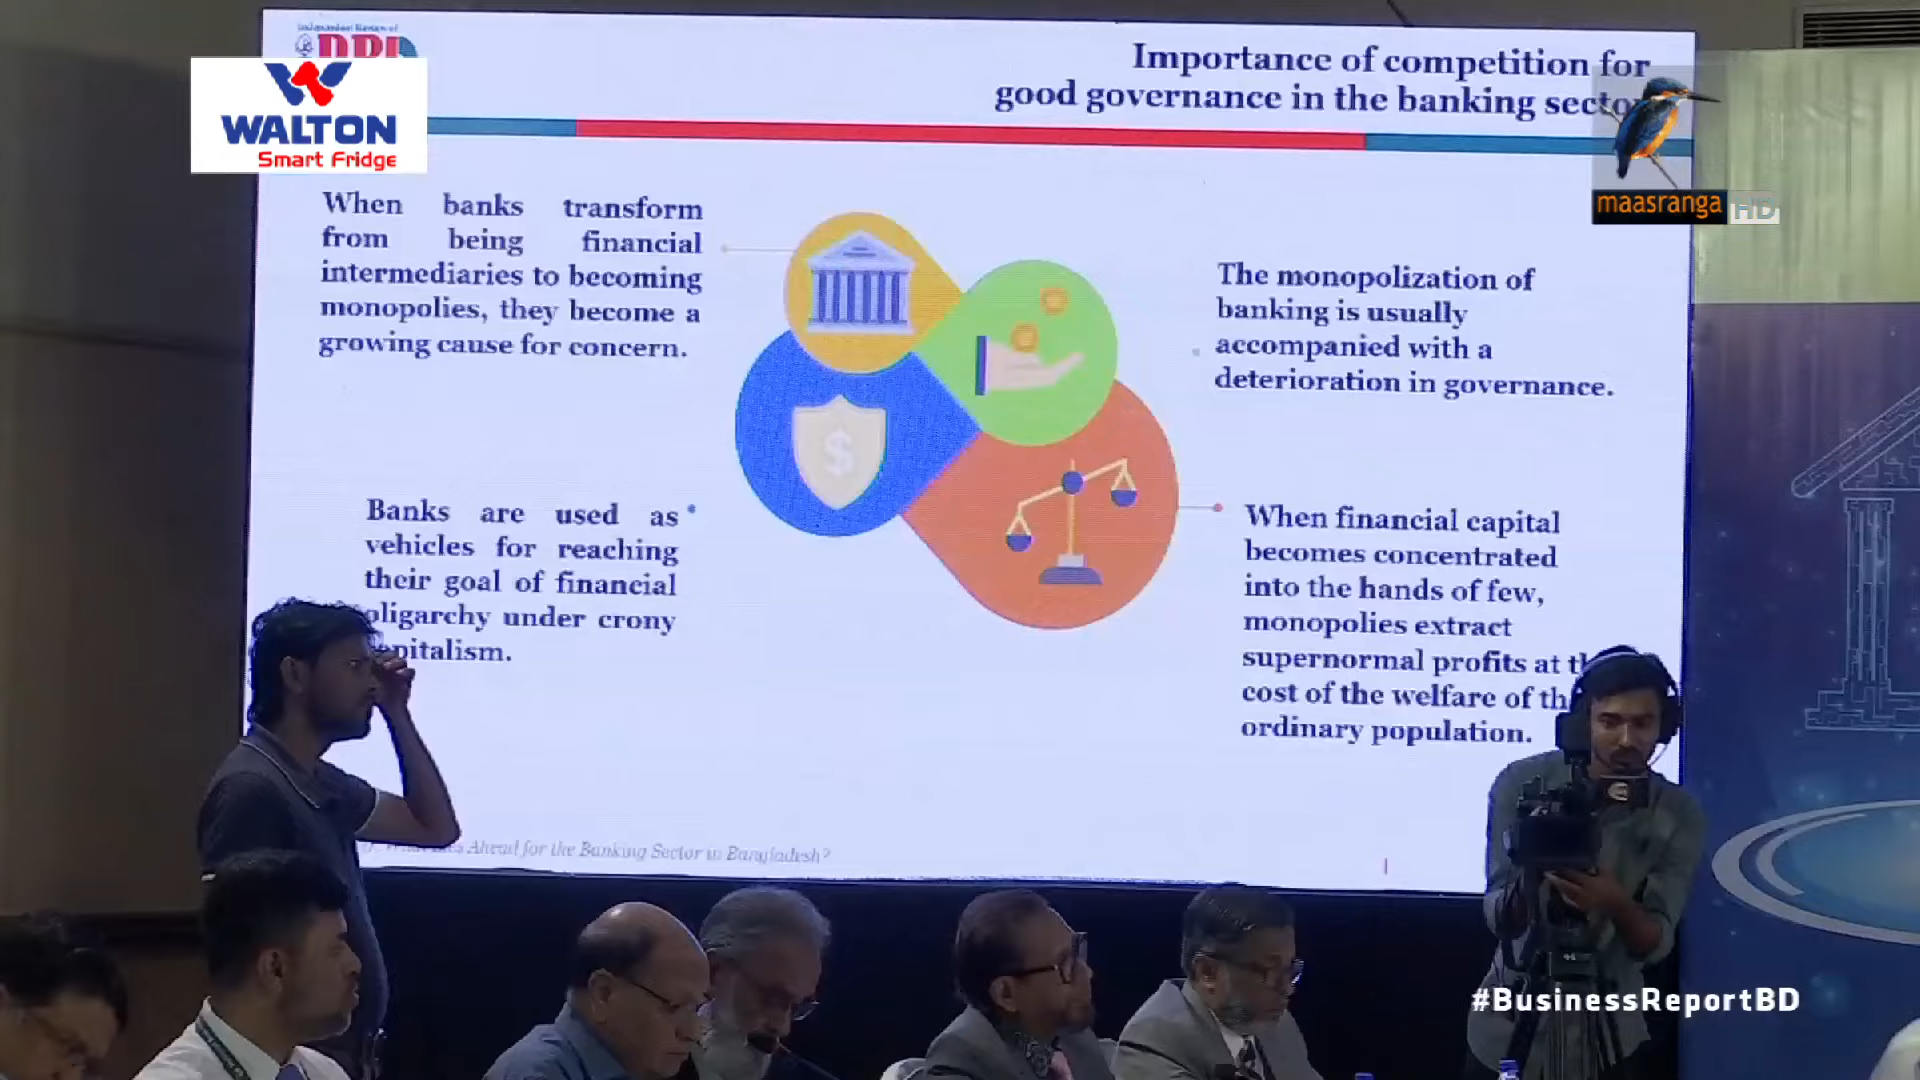 Importance of competition for
good governance in the banking sector
WALTON
Smart Fridge
maasranga HD
When banks transform
from being financial
intermediaries to becoming
monopolies, they become a
growing cause for concern.
The monopolization of
banking is usually
accompanied with a
deterioration in governance.
Banks are used as
vehicles for reaching
their goal of financial
oligarchy under crony
pitalism.
When financial capital
becomes concentrated
into the hands of few,
monopolies extract
supernormal profits at th
cost of the welfare of th
ordinary population.
$
Ahead for the Banking Sector in Bangladesh?
#BusinessReportBD